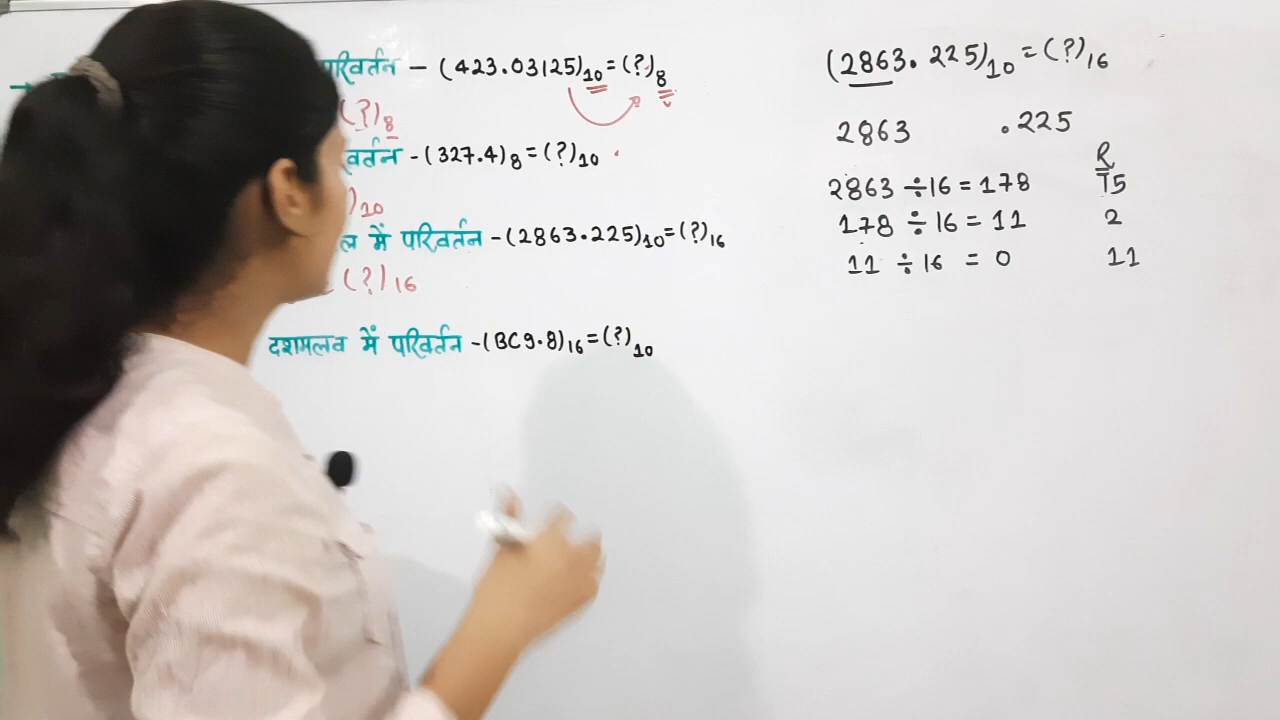 परिवर्तन - (423.03125)10 = (?)8
(?)8
वर्तन - (327.4)8 = (?)10
)10
ल में परिवर्तन - (2863.225)10 = (?)16
(?)16
दशमलव में परिवर्तन - (BC9.8)16 = (?)10
(2863.225)10 = (?)16
2863 .225
R
2863 ÷ 16 = 178 15
178 ÷ 16 = 11 2
11 ÷ 16 = 0 11